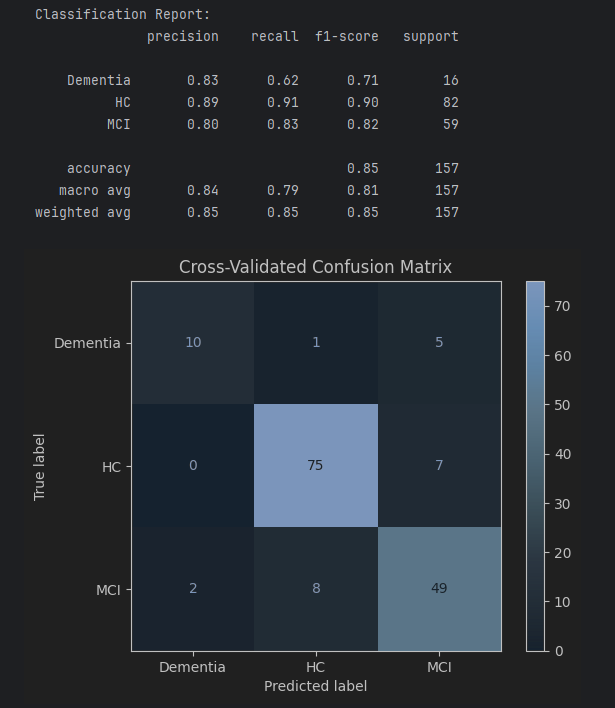 Classification Report:
precision recall f1-score support
Dementia 0.83 0.62 0.71 16
HC 0.89 0.91 0.90 82
MCI 0.80 0.83 0.82 59
accuracy 0.85 157
macro avg 0.84 0.79 0.81 157
weighted avg 0.85 0.85 0.85 157
Cross-Validated Confusion Matrix
Dementia 10 1 5
HC 0 75 7
MCI 2 8 49
Dementia HC MCI
Predicted label
True label
70
60
50
40
30
20
10
0